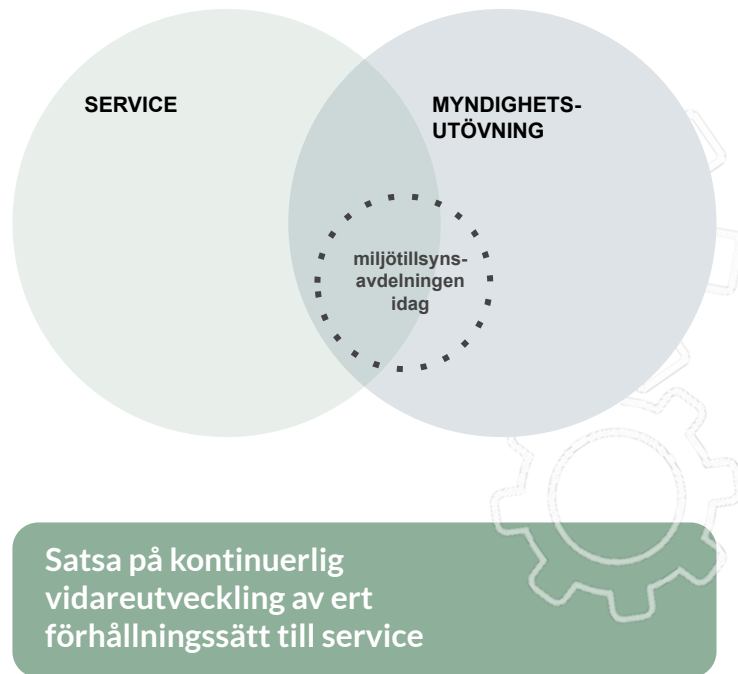 SERVICE
MYNDIGHETS-
UTÖVNING
miljötillsyns-
avdelningen
idag
Satsa på kontinuerlig
vidareutveckling av ert
förhållningssätt till service